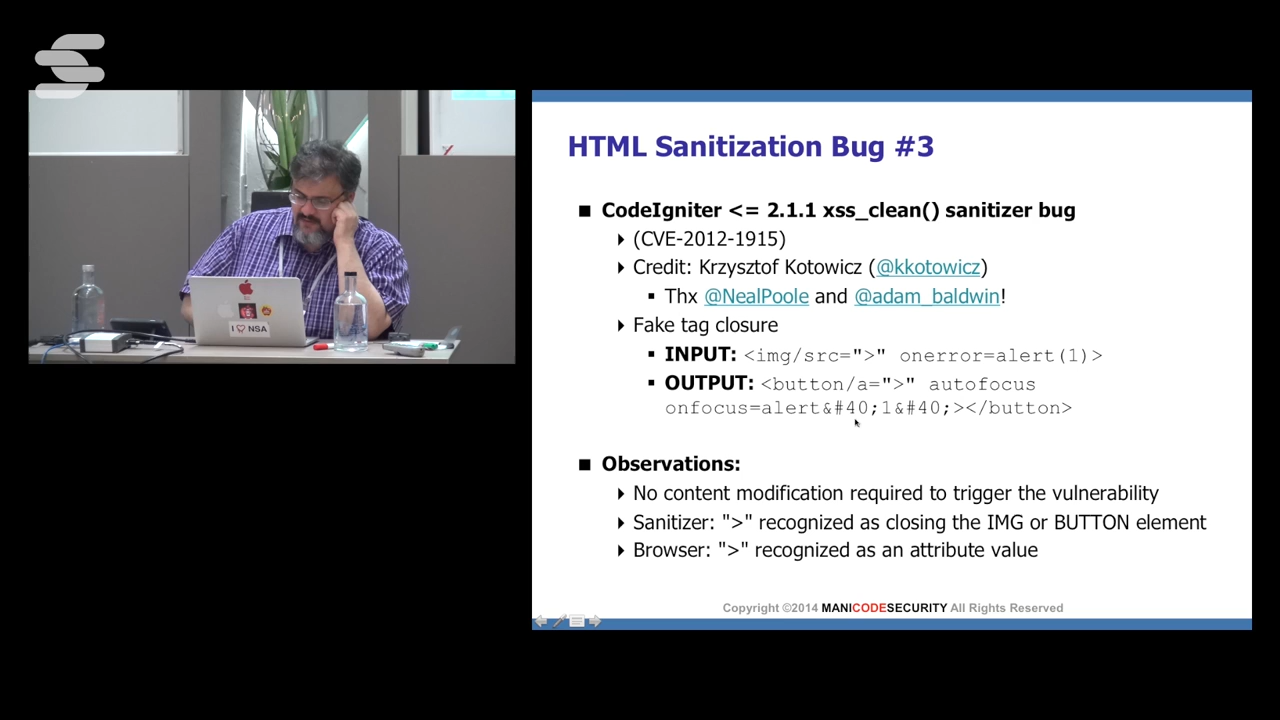 I ♡ NSA
HTML Sanitization Bug #3
■ CodeIgniter <= 2.1.1 xss_clean() sanitizer bug
(CVE-2012-1915)
Credit: Krzysztof Kotowicz (@kkotowicz)
▪ Thx @NealPoole and @adam_baldwin!
Fake tag closure
▪ INPUT: <img/src=">" onerror=alert(1)>
▪ OUTPUT: <button/a=">" autofocus
onfocus=alert&#40;1&#40;></button>
■ Observations:
No content modification required to trigger the vulnerability
Sanitizer: ">" recognized as closing the IMG or BUTTON element
Browser: ">" recognized as an attribute value
Copyright ©2014 MANICODESECURITY All Rights Reserved